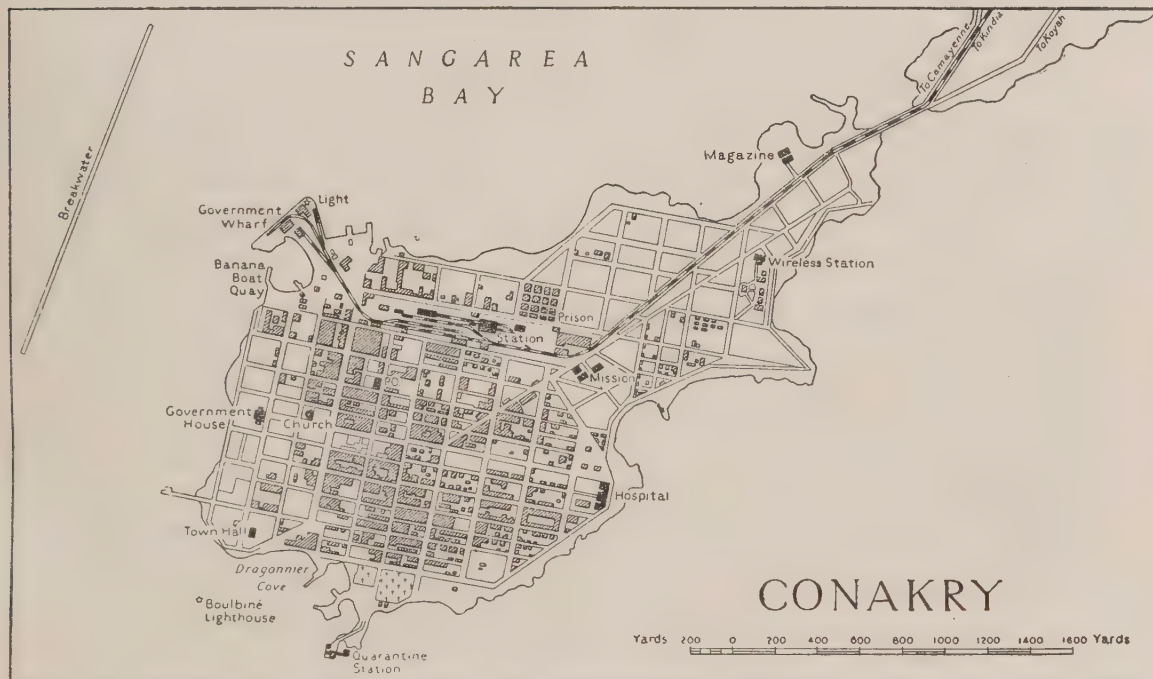 SANGAREA
BAY
To Camayenne
To Kindia
To Koyah
Breakwater
Magazine
Light
Government
Wharf
Banana
Boat
Quay
Wireless Station
Prison
Station
Mission
P.O
Government
House
Church
Hospital
Town Hall
Dragonnier
Cove
Boulbiné
Lighthouse
Quarantine
Station
CONAKRY
Yards 200 0 200 400 600 800 1000 1200 1400 1600 Yards